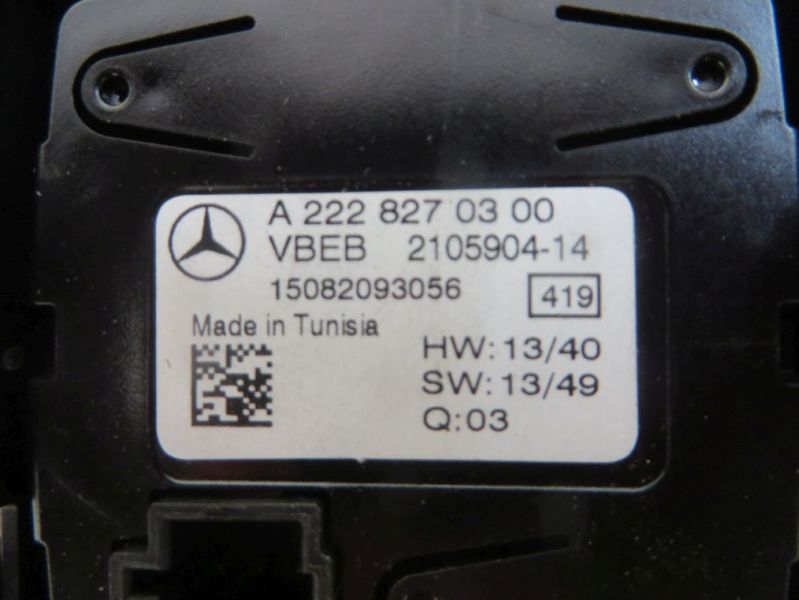 A 222 827 03 00
VBEB 2105904-14
15082093056 419
Made in Tunisia
HW: 13/40
SW: 13/49
Q:03